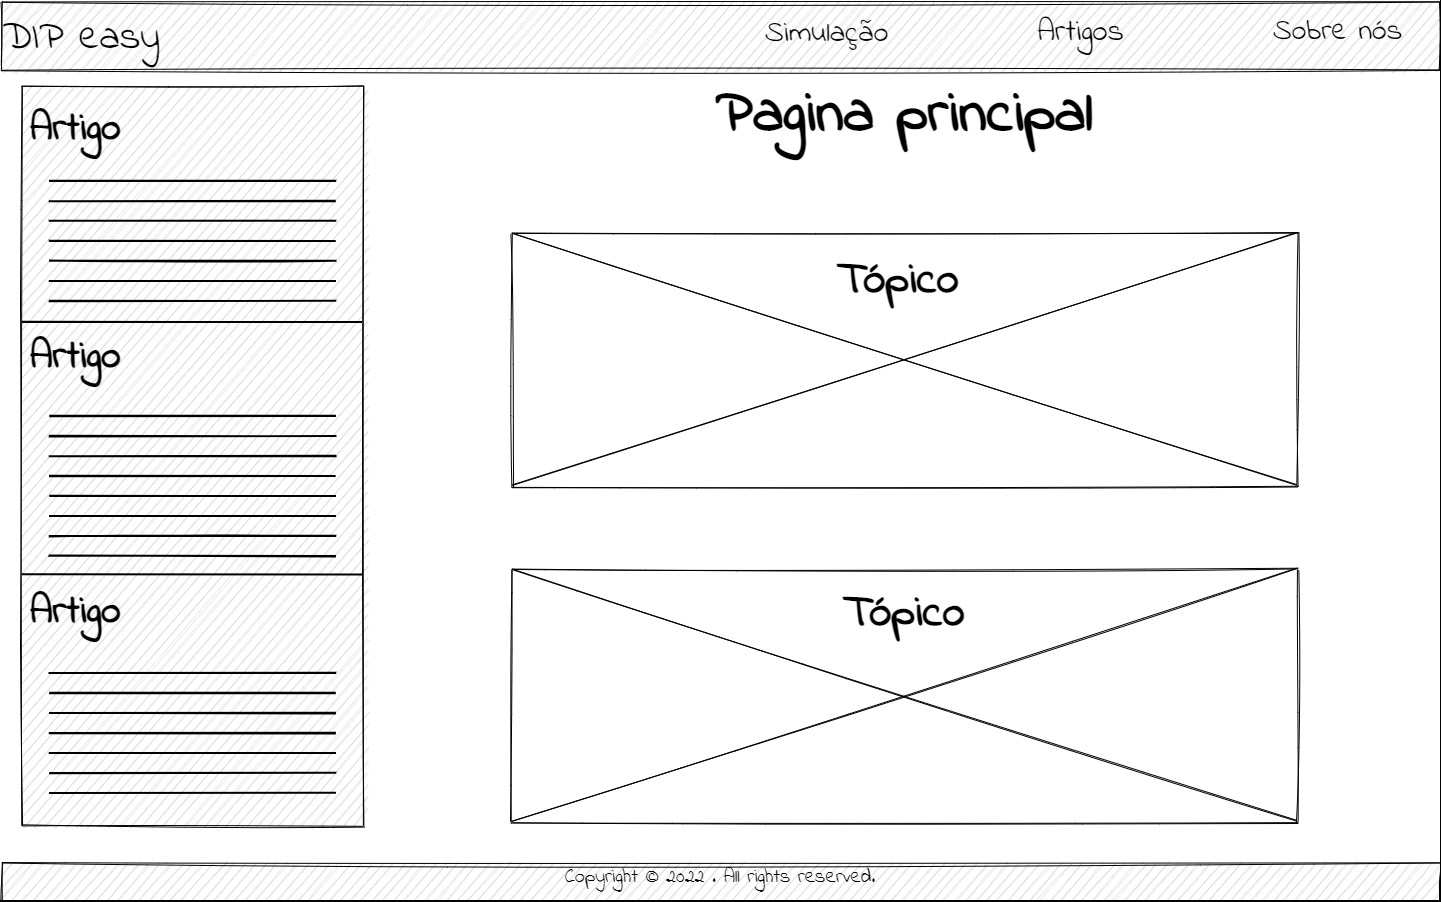 DIP easy
Simulação
Artigos
Sobre nós
Artigo
Artigo
Artigo
Pagina principal
Tópico
Tópico
Copyright © 2022 . All rights reserved.